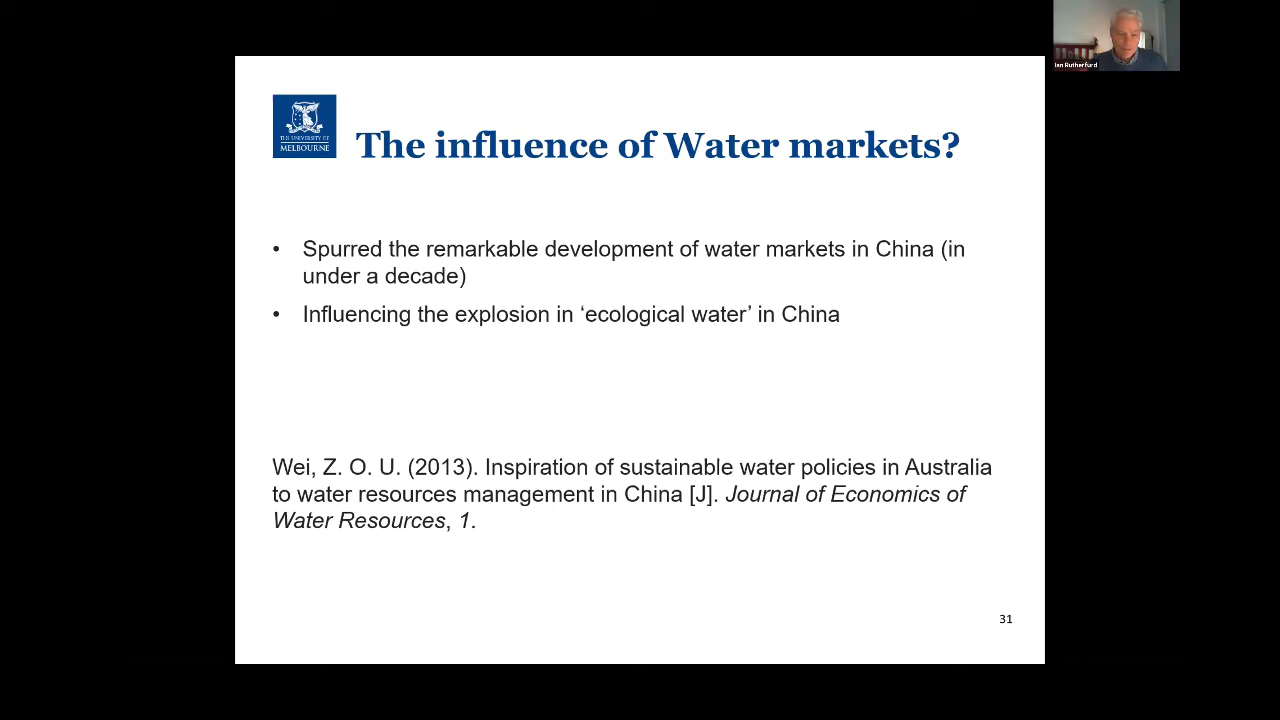 Ian Rutherfurd
THE UNIVERSITY OF
MELBOURNE
The influence of Water markets?
• Spurred the remarkable development of water markets in China (in
under a decade)
• Influencing the explosion in ‘ecological water’ in China
Wei, Z. O. U. (2013). Inspiration of sustainable water policies in Australia
to water resources management in China [J]. Journal of Economics of
Water Resources, 1.
31